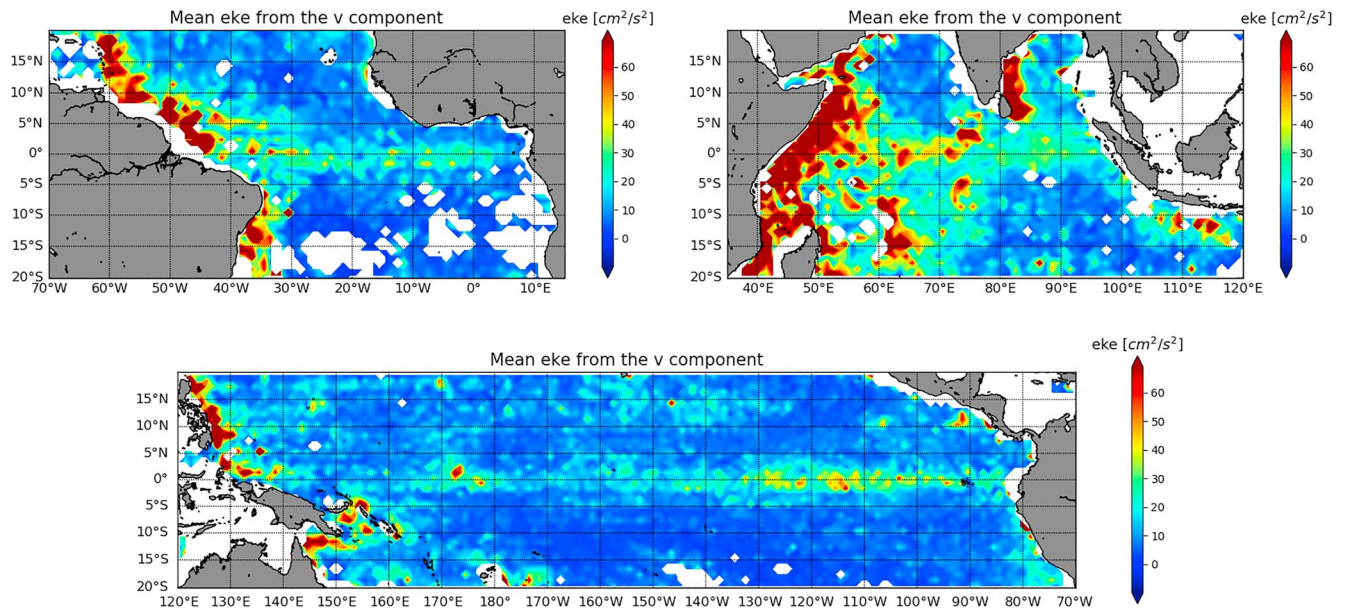 Mean eke from the v component
eke [cm²/s²]
15°N
10°N
5°N
0°
5°S
10°S
15°S
20°S
70°W 60°W 50°W 40°W 30°W 20°W 10°W 0° 10°E
60
50
40
30
20
10
0
Mean eke from the v component
eke [cm²/s²]
15°N
10°N
5°N
0°
5°S
10°S
15°S
20°S
40°E 50°E 60°E 70°E 80°E 90°E 100°E 110°E 120°E
60
50
40
30
20
10
0
Mean eke from the v component
eke [cm²/s²]
15°N
10°N
5°N
0°
5°S
10°S
15°S
20°S
120°E 130°E 140°E 150°E 160°E 170°E 180° 170°W 160°W 150°W 140°W 130°W 120°W 110°W 100°W 90°W 80°W 70°W
60
50
40
30
20
10
0